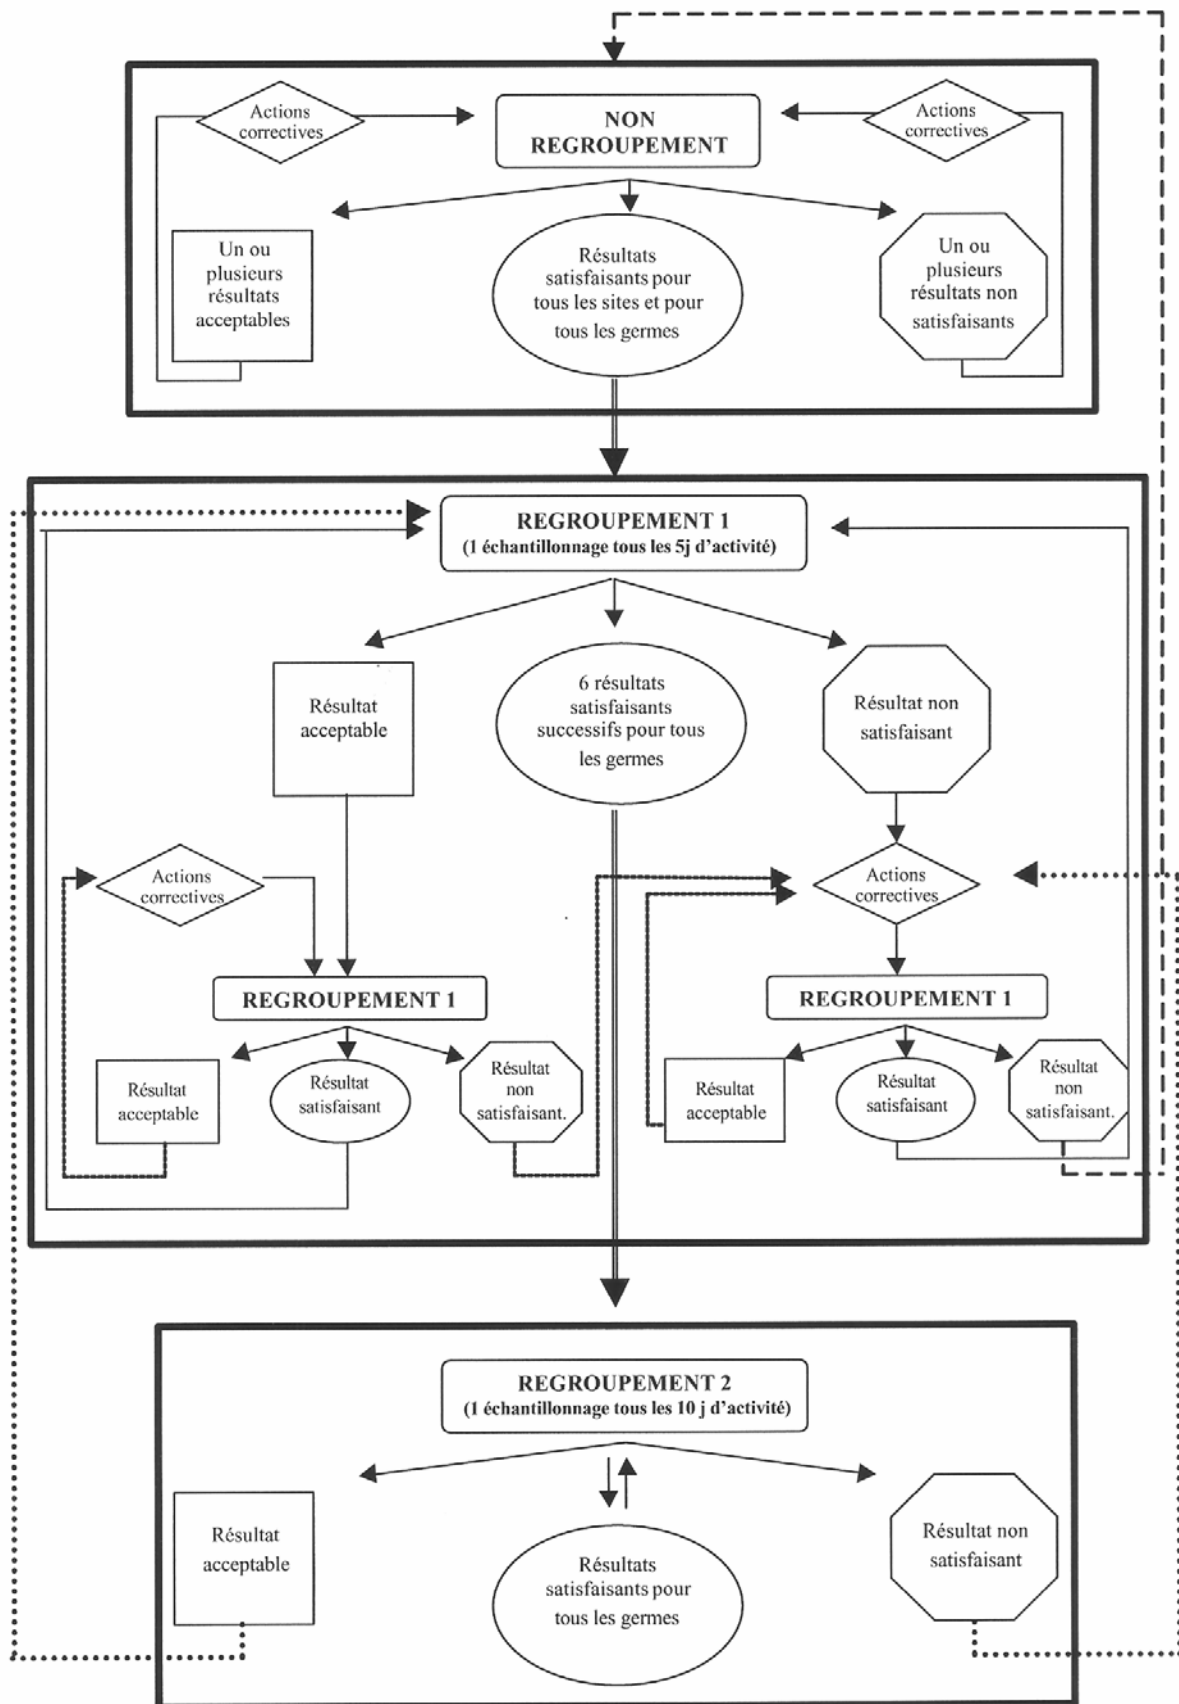 Actions
correctives
NON
REGROUPEMENT
Actions
correctives
Un ou
plusieurs
résultats
acceptables
Résultats
satisfaisants pour
tous les sites et pour
tous les germes
Un ou
plusieurs
résultats non
satisfaisants
REGROUPEMENT 1
(1 échantillonnage tous les 5j d'activité)
Résultat
acceptable
6 résultats
satisfaisants
successifs pour tous
les germes
Résultat non
satisfaisant
Actions
correctives
Actions
correctives
REGROUPEMENT 1
REGROUPEMENT 1
Résultat
acceptable
Résultat
satisfaisant
Résultat
non
satisfaisant.
Résultat
acceptable
Résultat
satisfaisant
Résultat
non
satisfaisant.
REGROUPEMENT 2
(1 échantillonnage tous les 10 j d'activité)
Résultat
acceptable
Résultats
satisfaisants pour
tous les germes
Résultat non
satisfaisant